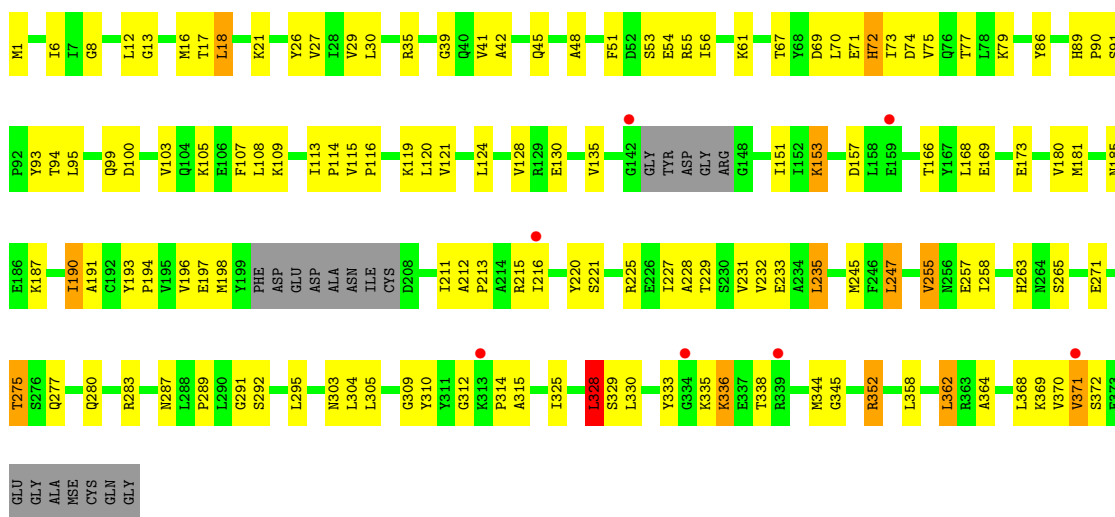 M1 I6 I7 G8 L12 G13 M16 T17 L18 K21 Y26 V27 I28 V29 L30 R35 G39 Q40 V41 A42 Q45 A48 F51 D52 S53 E54 R55 I56 K61 T67 Y68 D69 L70 E71 H72 I73 D74 V75 Q76 T77 L78 K79 Y86 H89 P90 S91
P92 Y93 T94 L95 Q99 D100 V103 Q104 K105 E106 F107 L108 K109 I113 P114 V115 P116 K119 L120 V121 L124 V128 R129 E130 V135 G142 GLY TYR ASP GLY ARG G148 I151 I152 K153 D157 L158 E159 T166 Y167 L168 E169 E173 V180 M181 N185
E186 K187 I190 A191 C192 Y193 P194 V195 V196 E197 M198 Y199 PHE ASP GLU ASP ALA ASN ILE CYS D208 I211 A212 P213 A214 R215 I216 Y220 S221 R225 E226 I227 A228 T229 S230 V231 V232 E233 A234 L235 M245 F246 L247 V255 N256 E257 I258 H263 N264 S265 E271
T275 S276 Q277 Q280 R283 N287 L288 P289 L290 G291 S292 L295 N303 L304 L305 G309 Y310 Y311 G312 K313 P314 A315 I325 L328 S329 L330 Y333 G334 K335 K336 E337 T338 R339 M344 G345 R352 L358 L362 R363 A364 L368 K369 V370 V371 S372 E373
GLU GLY ALA MSE CYS GLN GLY